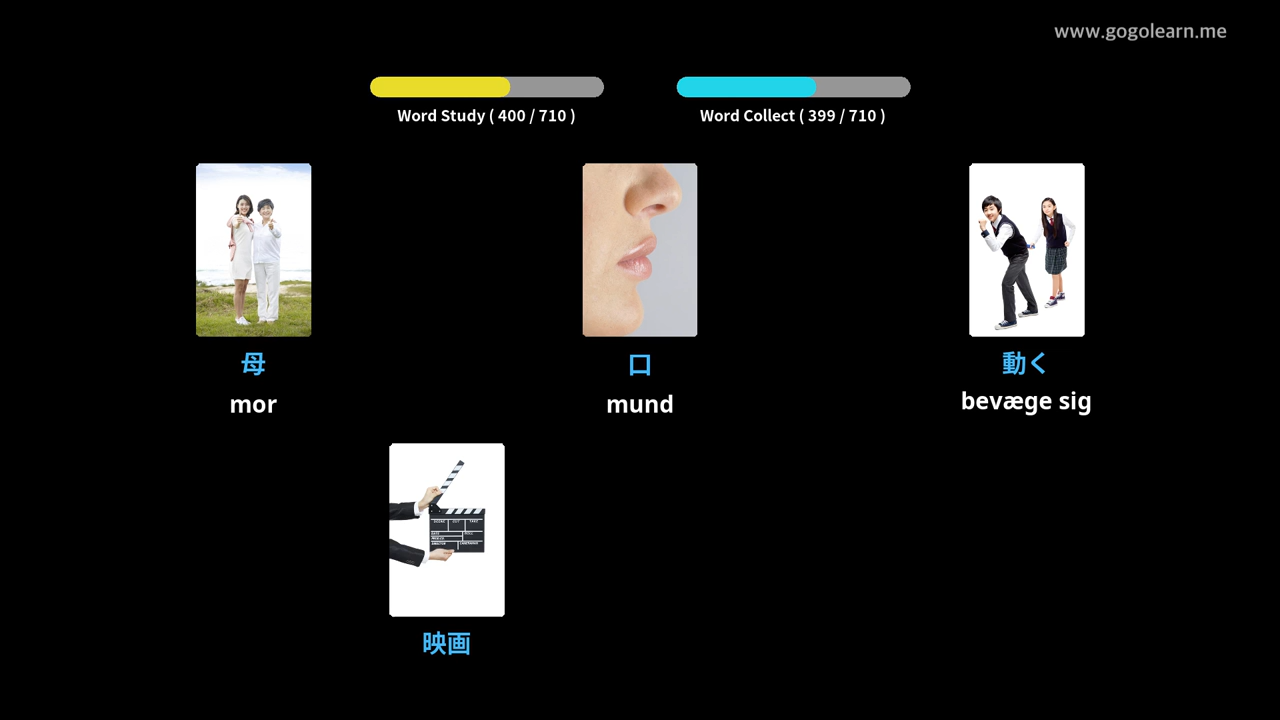 www.gogolearn.me
Word Study ( 400 / 710 )
Word Collect ( 399 / 710 )
母
mor
口
mund
動く
bevæge sig
映画